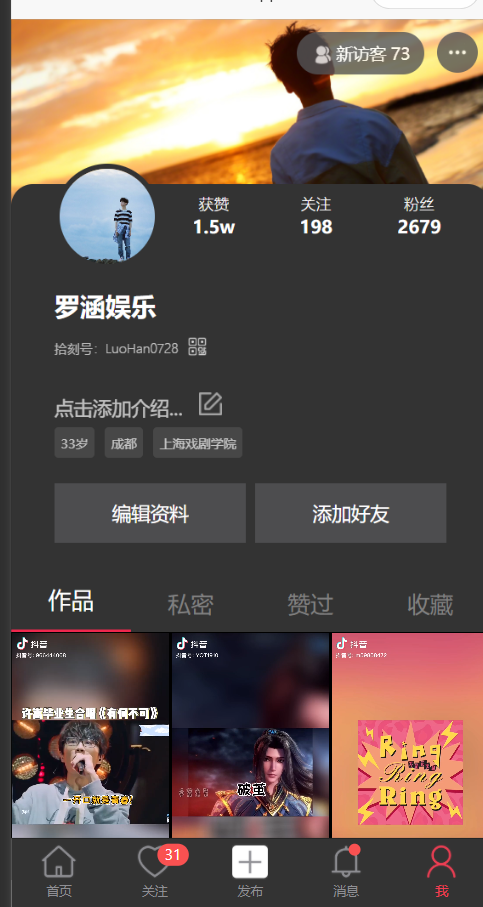 新访客 73
获赞 关注 粉丝
1.5w 198 2679
罗涵娱乐
拾刻号: LuoHan0728
点击添加介绍...
33岁 成都 上海戏剧学院
编辑资料 添加好友
作品 私密 赞过 收藏
抖音 抖音 抖音
抖音号: 抖音号: 抖音号:
许嵩毕业生合唱《有何不可》
破茧
Ring
Ring
Ring
31
首页 关注 发布 消息 我